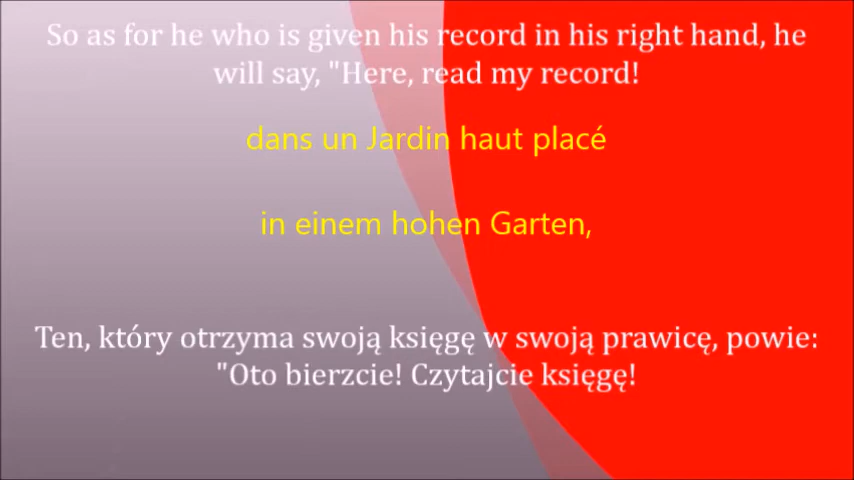 So as for he who is given his record in his right hand, he
will say, "Here, read my record!
dans un Jardin haut placé
in einem hohen Garten,
Ten, który otrzyma swoją księgę w swoją prawicę, powie:
"Oto bierzcie! Czytajcie księgę!